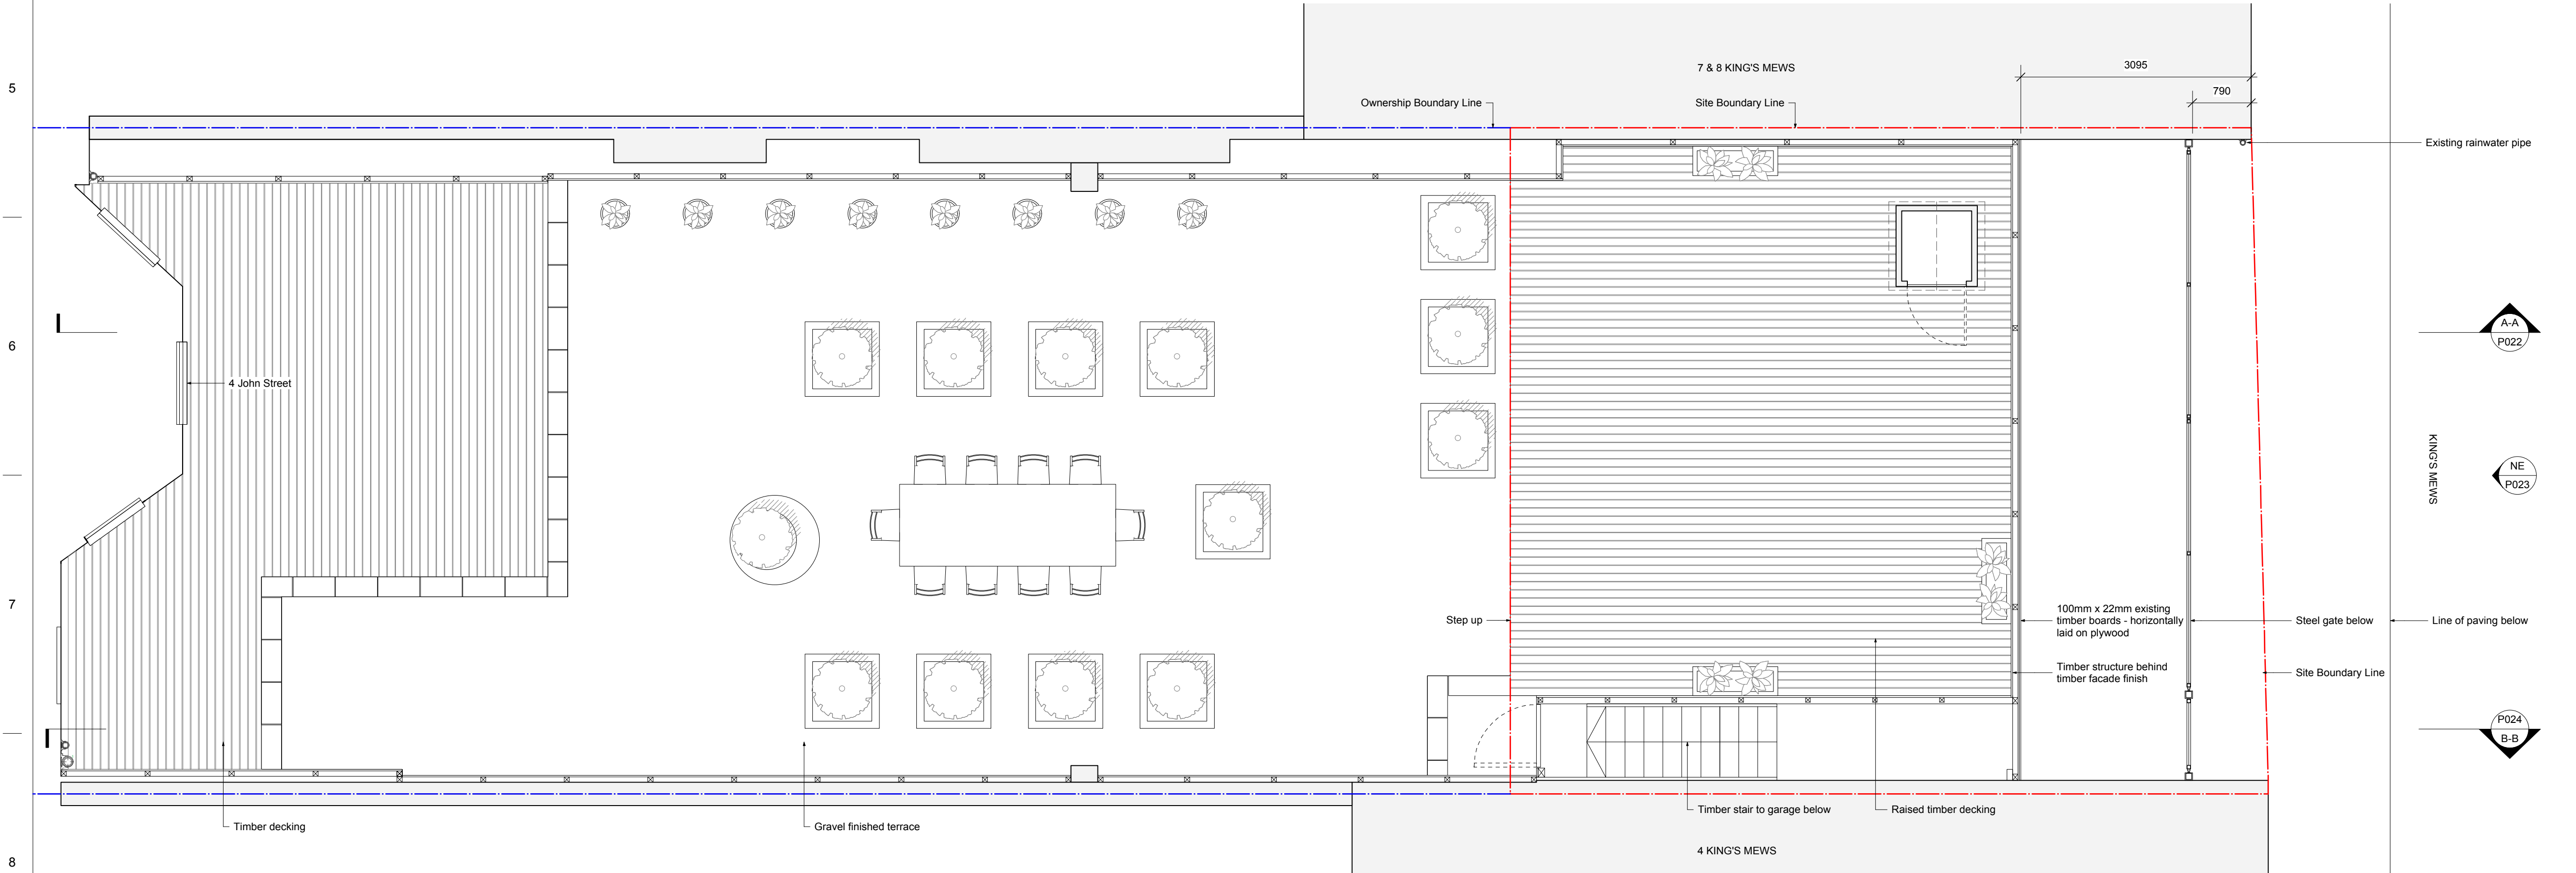 5
6
7
8
7 & 8 KING'S MEWS
3095
790
Ownership Boundary Line
Site Boundary Line
Existing rainwater pipe
A-A
P022
4 John Street
KING'S MEWS
NE
P023
Step up
100mm x 22mm existing
timber boards - horizontally
laid on plywood
Steel gate below
Line of paving below
Timber structure behind
timber facade finish
Site Boundary Line
P024
B-B
Timber decking
Gravel finished terrace
Timber stair to garage below
Raised timber decking
4 KING'S MEWS